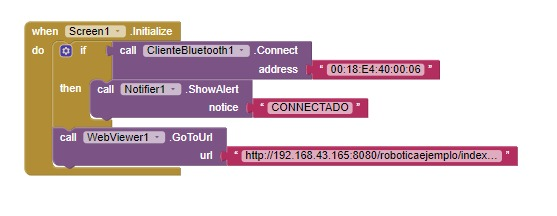 when Screen1 .Initialize
do if call ClienteBluetooth1 .Connect
address "00:18:E4:40:00:06"
then call Notifier1 .ShowAlert
notice "CONNECTADO"
call WebViewer1 .GoToUrl
url "http://192.168.43.165:8080/roboticaejemplo/index..."